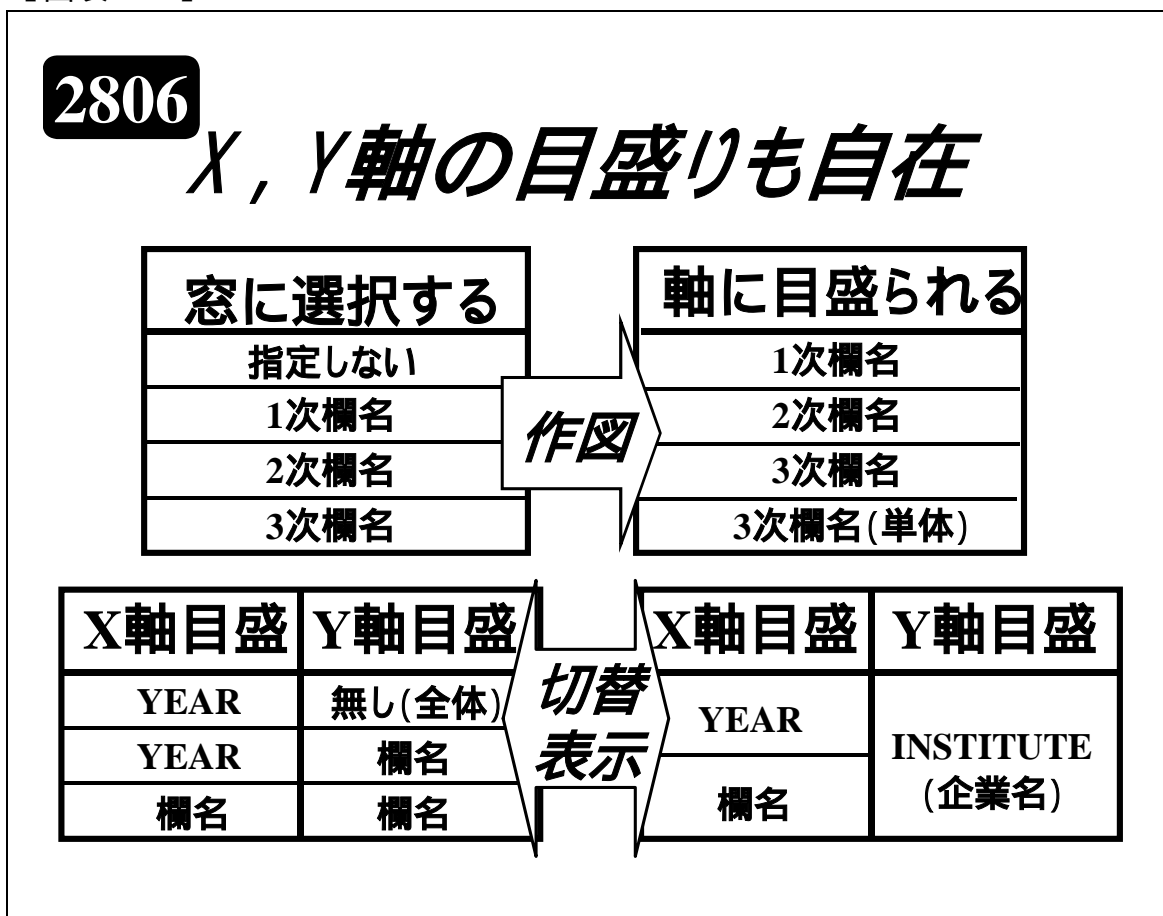 2806
X, Y軸の目盛りも自在
窓に選択する
指定しない
1次欄名
2次欄名
3次欄名
作図
軸に目盛られる
1次欄名
2次欄名
3次欄名
3次欄名(単体)
X軸目盛 Y軸目盛
YEAR 無し(全体)
YEAR 欄名
欄名 欄名
切替
表示
X軸目盛 Y軸目盛
YEAR
欄名
INSTITUTE
(企業名)